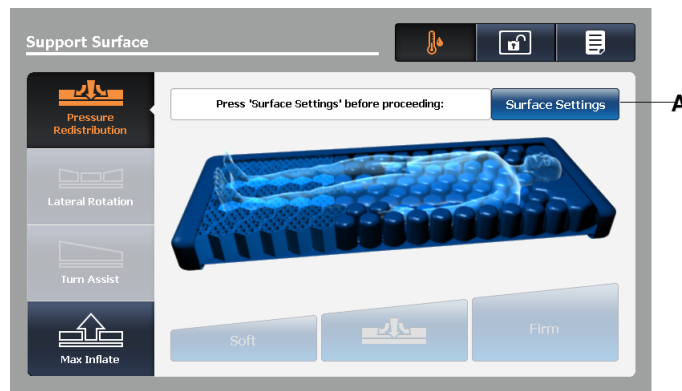 Support Surface
Pressure
Redistribution
Press 'Surface Settings' before proceeding:
Surface Settings
A
Lateral Rotation
Turn Assist
Max Inflate
Soft
Firm